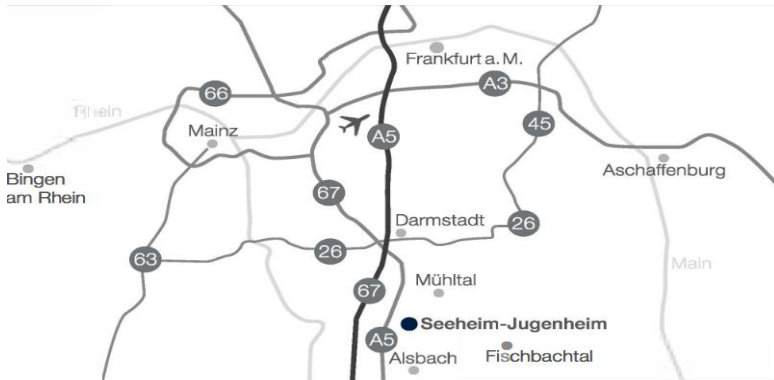 Frankfurt a. M.
A3
66
Rhein
45
Mainz
A5
Aschaffenburg
Bingen
am Rhein
67
Darmstadt
26
26
63
Main
Mühltal
67
Seeheim-Jugenheim
A5
Alsbach
Fischbachtal